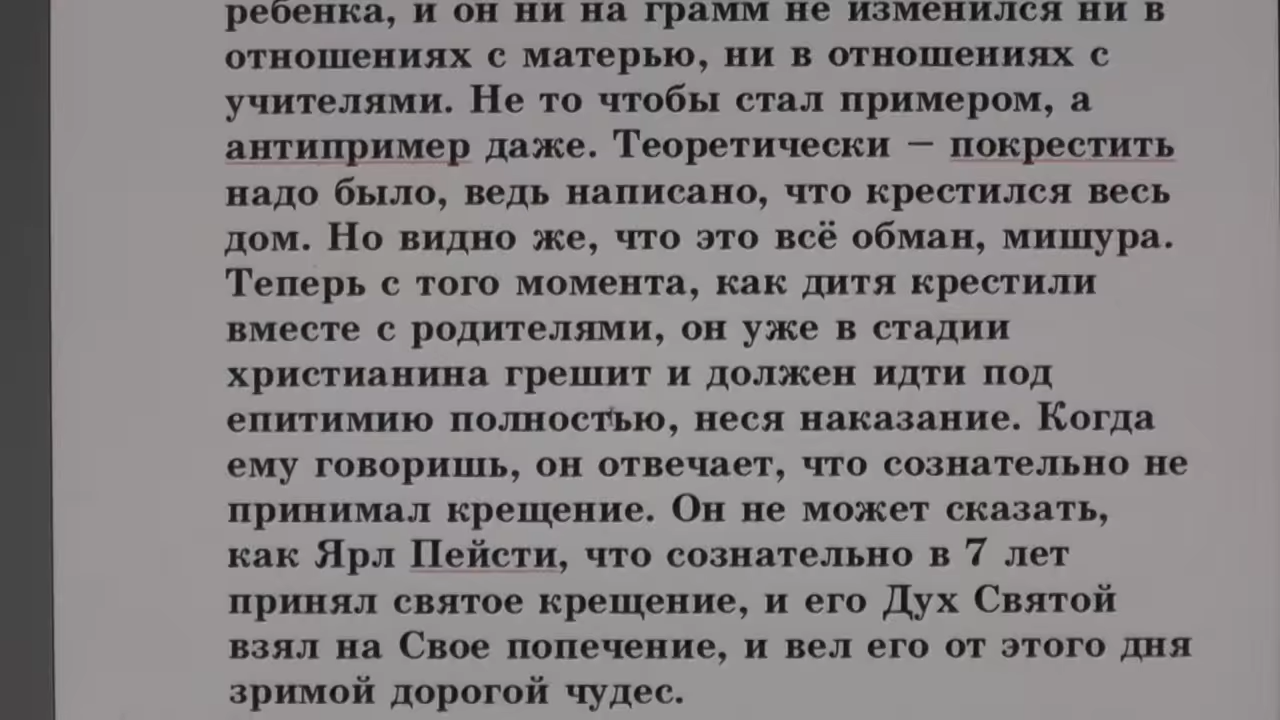 ребенка, и он ни на грамм не изменился ни в
отношениях с матерью, ни в отношениях с
учителями. Не то чтобы стал примером, а
антипример даже. Теоретически – покрестить
надо было, ведь написано, что крестился весь
дом. Но видно же, что это всё обман, мишура.
Теперь с того момента, как дитя крестили
вместе с родителями, он уже в стадии
христианина грешит и должен идти под
епитимию полностью, неся наказание. Когда
ему говоришь, он отвечает, что сознательно не
принимал крещение. Он не может сказать,
как Ярл Пейсти, что сознательно в 7 лет
принял святое крещение, и его Дух Святой
взял на Свое попечение, и вел его от этого дня
зримой дорогой чудес.